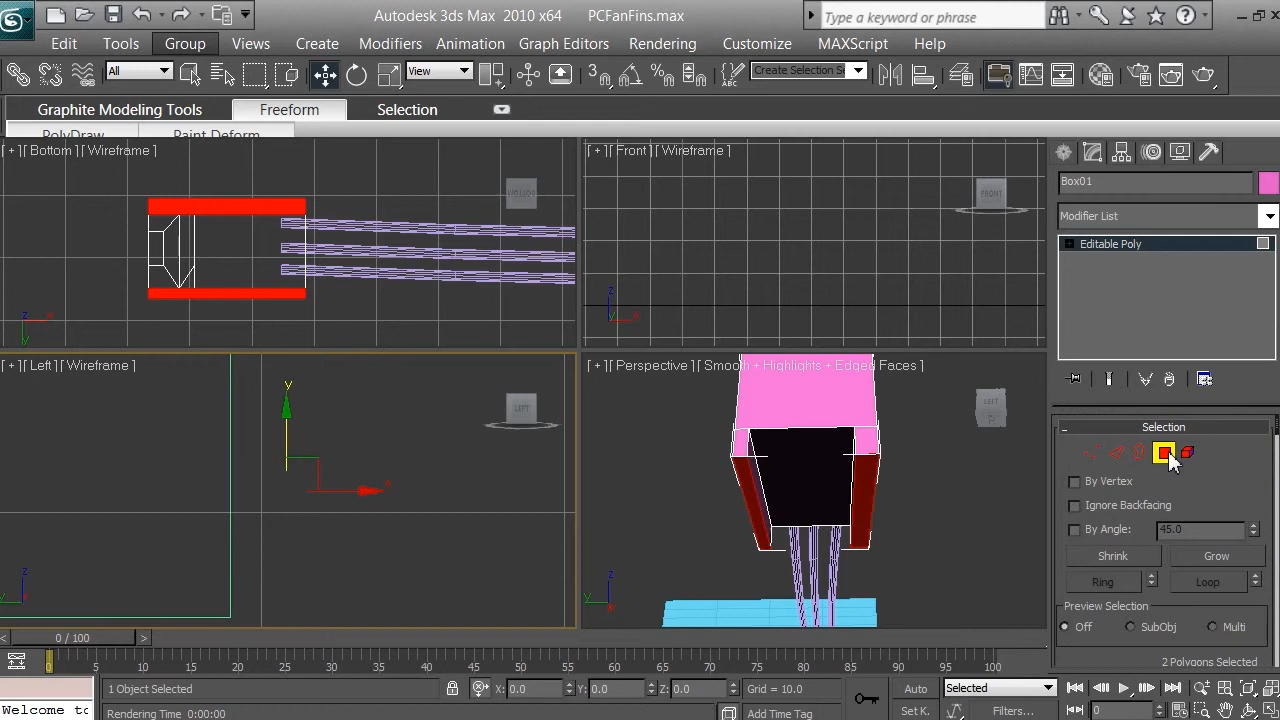 Autodesk 3ds Max 2010 x64 PCFanFins.max
Type a keyword or phrase
Edit Tools Group Views Create Modifiers Animation Graph Editors Rendering Customize MAXScript Help
All View Create Selection Se
Graphite Modeling Tools Freeform Selection
PolyDraw Paint Deform
[ + ][ Bottom ][ Wireframe ]
BOTTOM
[ + ][ Front ][ Wireframe ]
FRONT
Box01
Modifier List
Editable Poly
[ + ][ Left ][ Wireframe ]
LEFT
[ + ][ Perspective ][ Smooth + Highlights + Edged Faces ]
LEFT
Selection
By Vertex
Ignore Backfacing
By Angle: 45.0
Shrink Grow
Ring Loop
Preview Selection
Off SubObj Multi
2 Polygons Selected
< 0 / 100 >
0 5 10 15 20 25 30 35 40 45 50 55 60 65 70 75 80 85 90 95 100
1 Object Selected X: 0.0 Y: 0.0 Z: 0.0 Grid = 10.0 Auto Selected
Welcome to Rendering Time 0:00:00 Add Time Tag Set K. Filters... 0